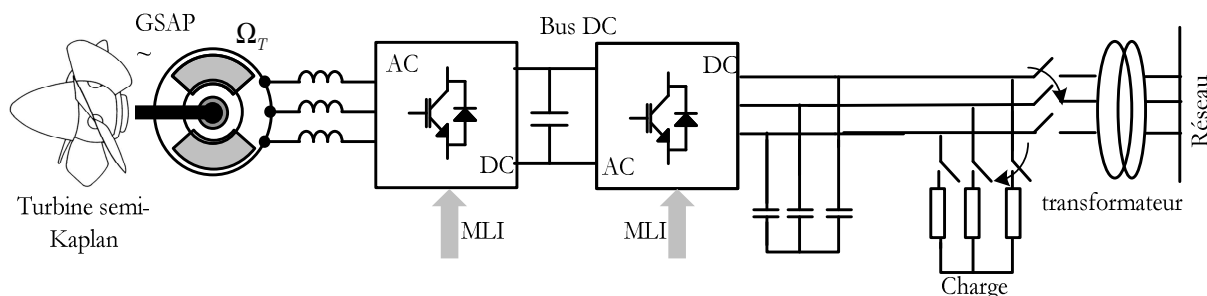 GSAP
~
Ω_T
Bus DC
AC
DC
DC
AC
MLI
MLI
Turbine semi-
Kaplan
Charge
transformateur
Réseau